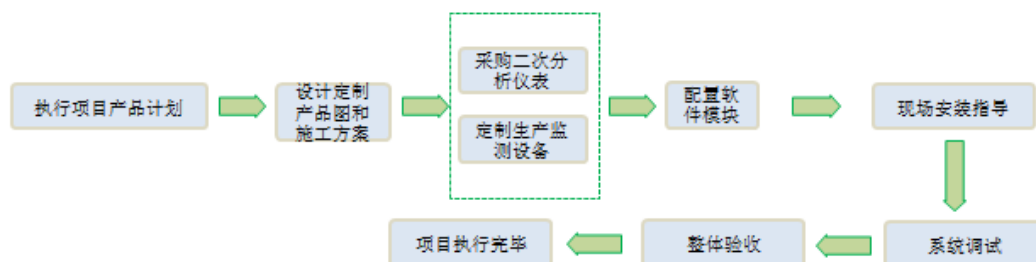 执行项目产品计划
设计定制
产品图和
施工方案
采购二次分
析仪表
定制生产监
测设备
配置软
件模块
现场安装指导
系统调试
整体验收
项目执行完毕